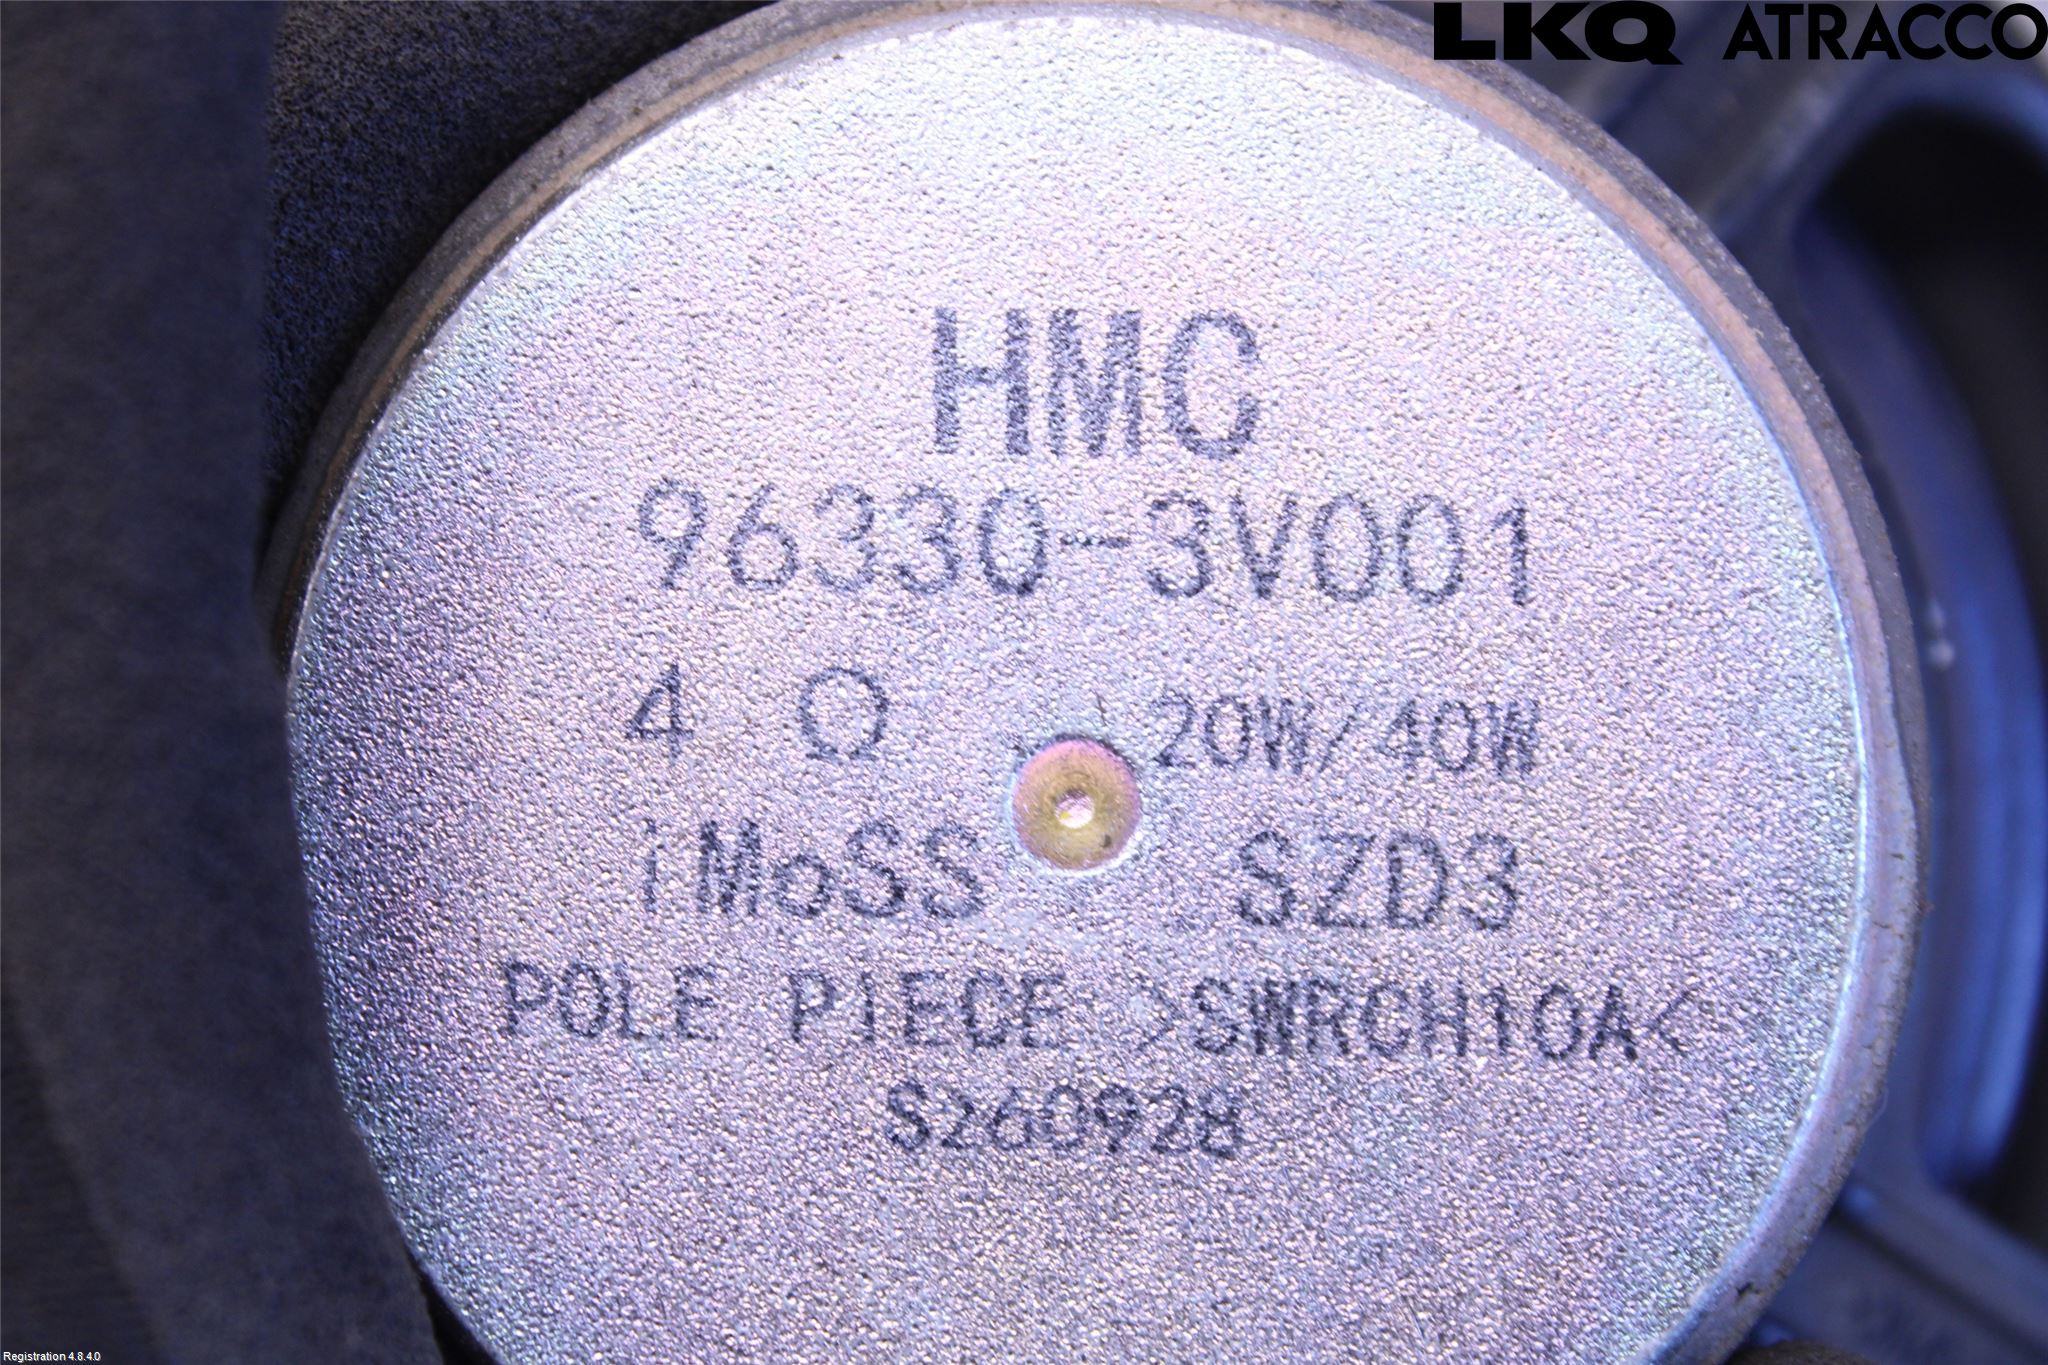 LKQ ATRACCO
HMC
96330-3V001
4 Ω 20W/40W
iMoSS SZD3
POLE PIECE >SWRCH10A<
S260928
Registration 4.8.4.0